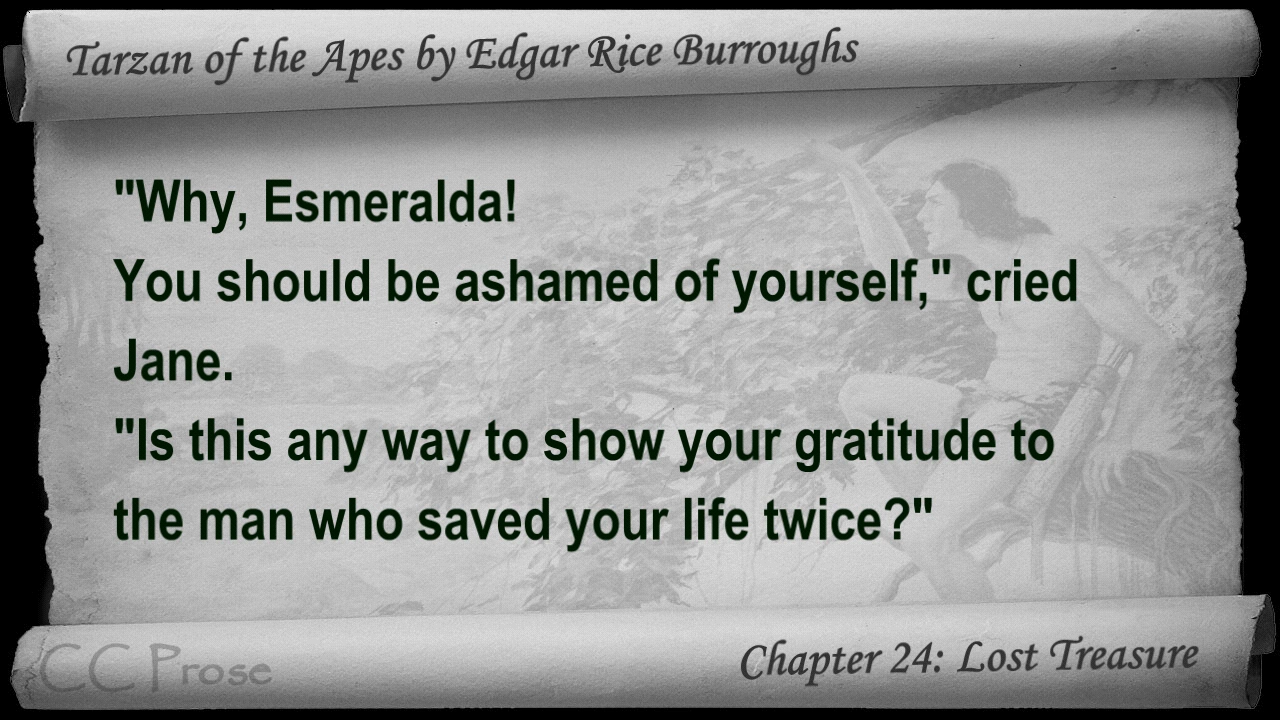 Tarzan of the Apes by Edgar Rice Burroughs
"Why, Esmeralda!
You should be ashamed of yourself," cried
Jane.
"Is this any way to show your gratitude to
the man who saved your life twice?"
CC Prose
Chapter 24: Lost Treasure